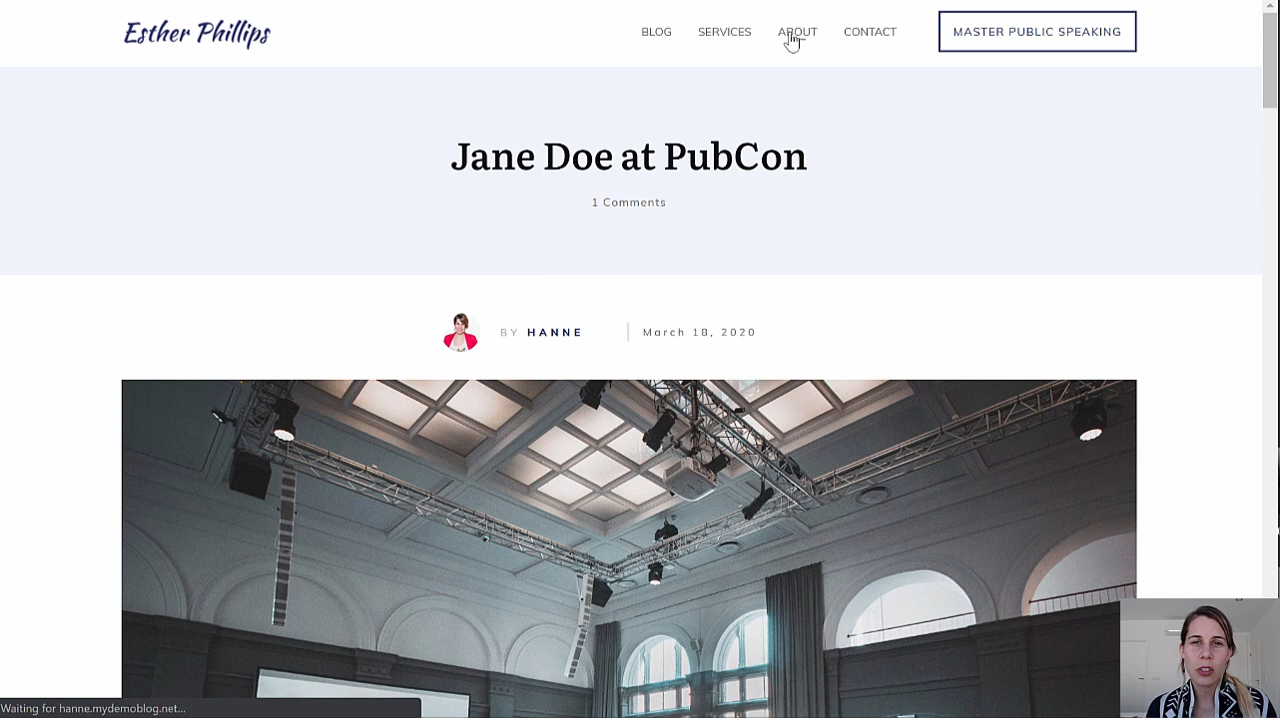 Esther Phillips
BLOG SERVICES ABOUT CONTACT MASTER PUBLIC SPEAKING
Jane Doe at PubCon
1 Comments
BY HANNE March 18, 2020
Waiting for hanne.mydemoblog.net...